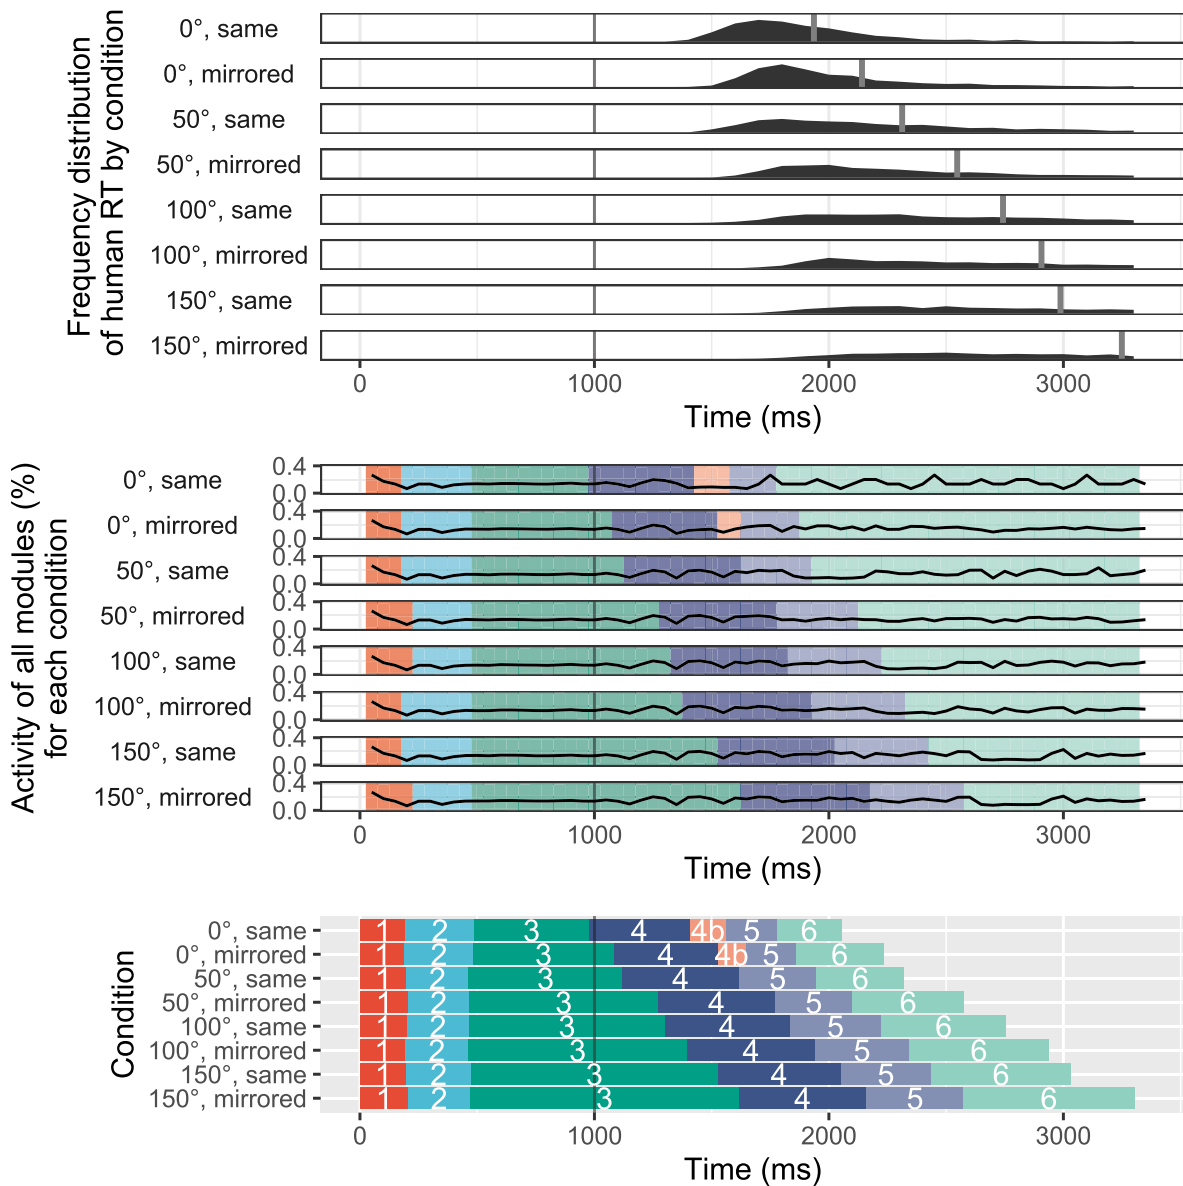 Frequency distribution
of human RT by condition
0°, same
0°, mirrored
50°, same
50°, mirrored
100°, same
100°, mirrored
150°, same
150°, mirrored
0 1000 2000 3000
Time (ms)
Activity of all modules (%)
for each condition
0°, same 0.4
0.0
0°, mirrored 0.4
0.0
50°, same 0.4
0.0
50°, mirrored 0.4
0.0
100°, same 0.4
0.0
100°, mirrored 0.4
0.0
150°, same 0.4
0.0
150°, mirrored 0.4
0.0
0 1000 2000 3000
Time (ms)
Condition
0°, same 1 2 3 4 4b 5 6
0°, mirrored 1 2 3 4 4b 5 6
50°, same 1 2 3 4 5 6
50°, mirrored 1 2 3 4 5 6
100°, same 1 2 3 4 5 6
100°, mirrored 1 2 3 4 5 6
150°, same 1 2 3 4 5 6
150°, mirrored 1 2 3 4 5 6
0 1000 2000 3000
Time (ms)